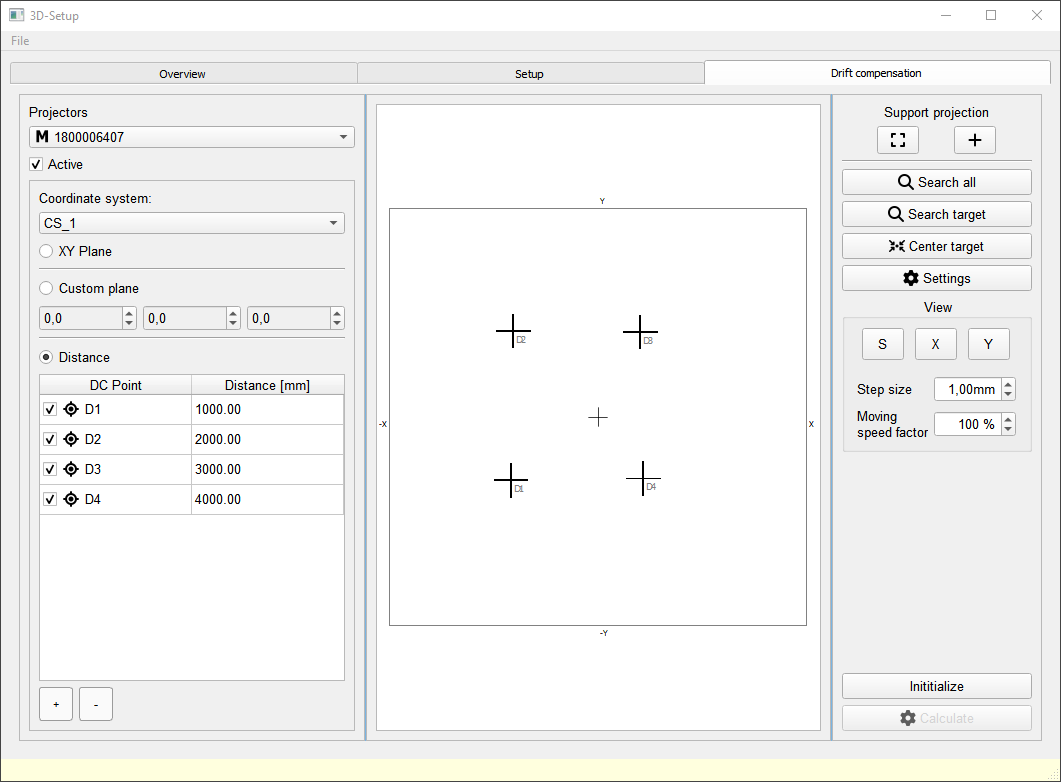 3D-Setup
File
Overview
Setup
Drift compensation
Projectors
M 1800006407
Active
Coordinate system:
CS_1
XY Plane
Custom plane
0,0
0,0
0,0
Distance
DC Point Distance [mm]
D1 1000.00
D2 2000.00
D3 3000.00
D4 4000.00
+
-
Y
D2
D3
-X
X
D1
D4
-Y
Support projection
Search all
Search target
Center target
Settings
View
S
X
Y
Step size 1,00mm
Moving
speed factor 100 %
Inititialize
Calculate